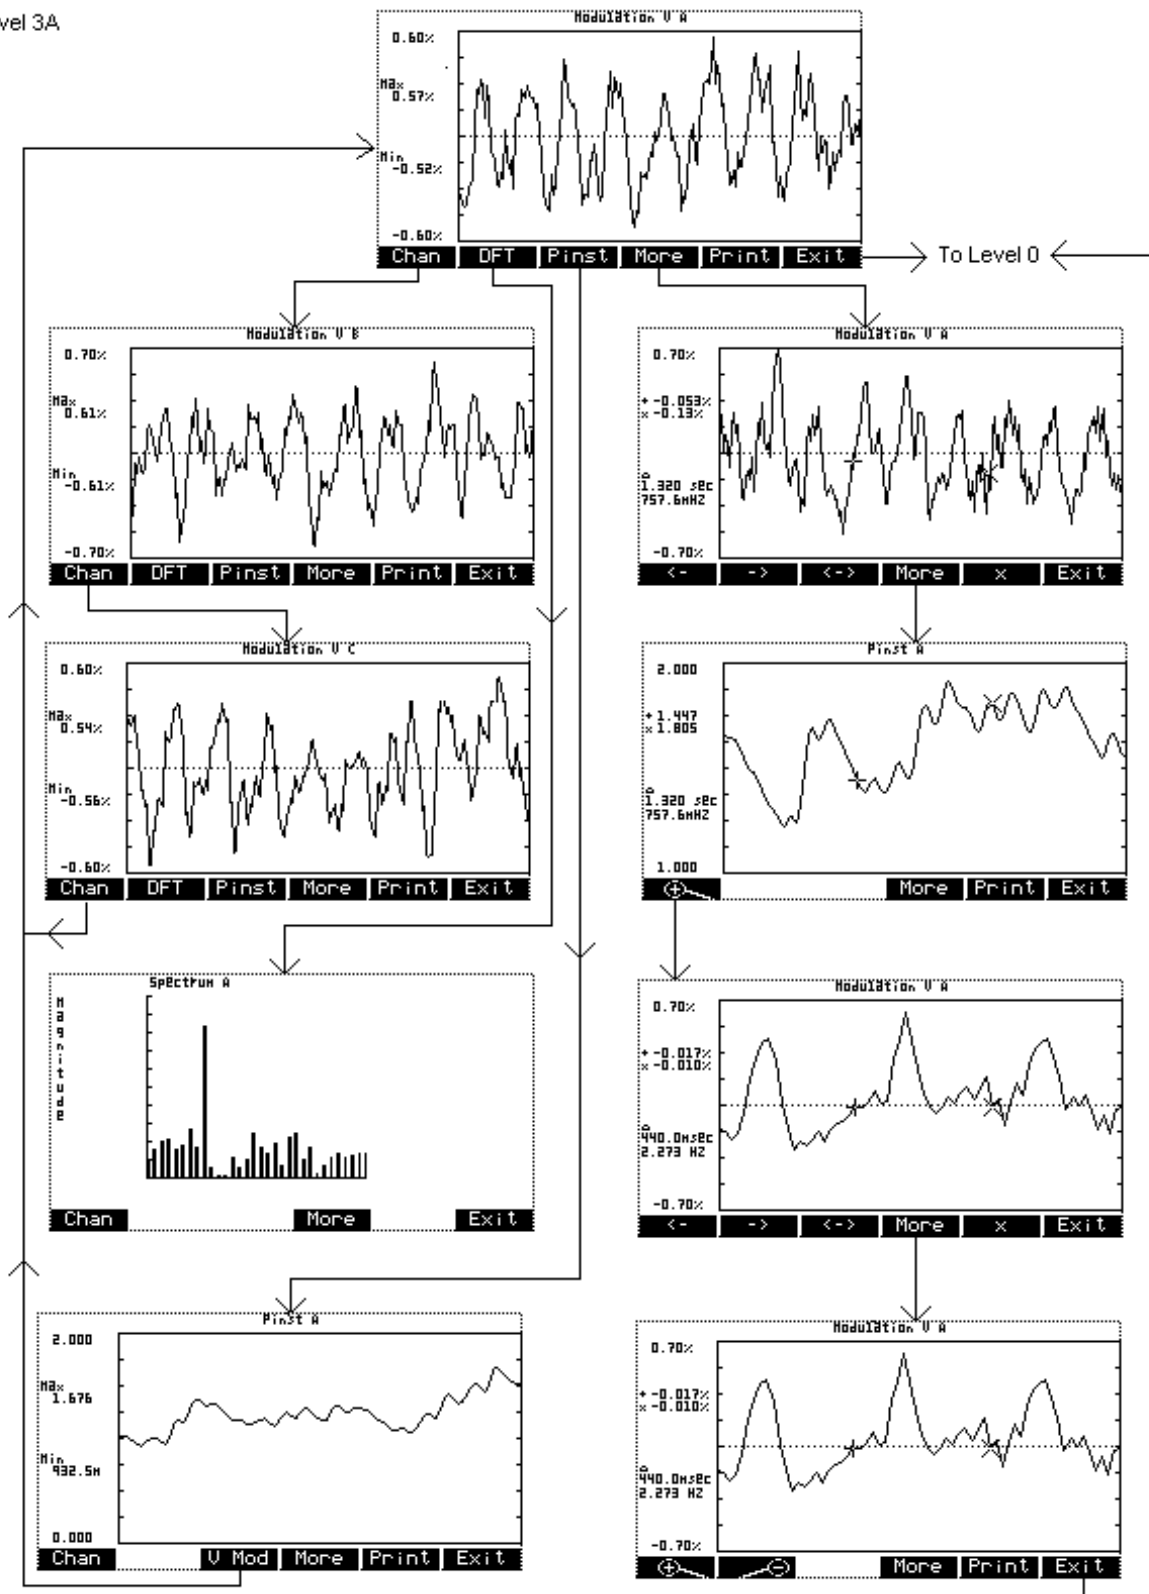 vel 3A
Modulation V A
0.60%
Max
0.57%
Min
-0.52%
-0.60%
Chan DFT Pinst More Print Exit
To Level 0
Modulation V B
0.70%
Max
0.61%
Min
-0.61%
-0.70%
Chan DFT Pinst More Print Exit
Modulation V A
0.70%
+ -0.053%
x -0.13%
Δ
1.320 sec
757.6mHZ
-0.70%
<- -> <-> More x Exit
Modulation V C
0.60%
Max
0.54%
Min
-0.56%
-0.60%
Chan DFT Pinst More Print Exit
Pinst A
2.000
+ 1.447
x 1.805
Δ
1.320 sec
757.6mHZ
1.000
More Print Exit
Spectrum A
Magnitude
Chan More Exit
Modulation V A
0.70%
+ -0.017%
x -0.010%
Δ
440.0msec
2.273 HZ
-0.70%
<- -> <-> More x Exit
Pinst A
2.000
Max
1.676
Min
932.5m
0.000
Chan V Mod More Print Exit
Modulation V A
0.70%
+ -0.017%
x -0.010%
Δ
440.0msec
2.273 HZ
-0.70%
More Print Exit